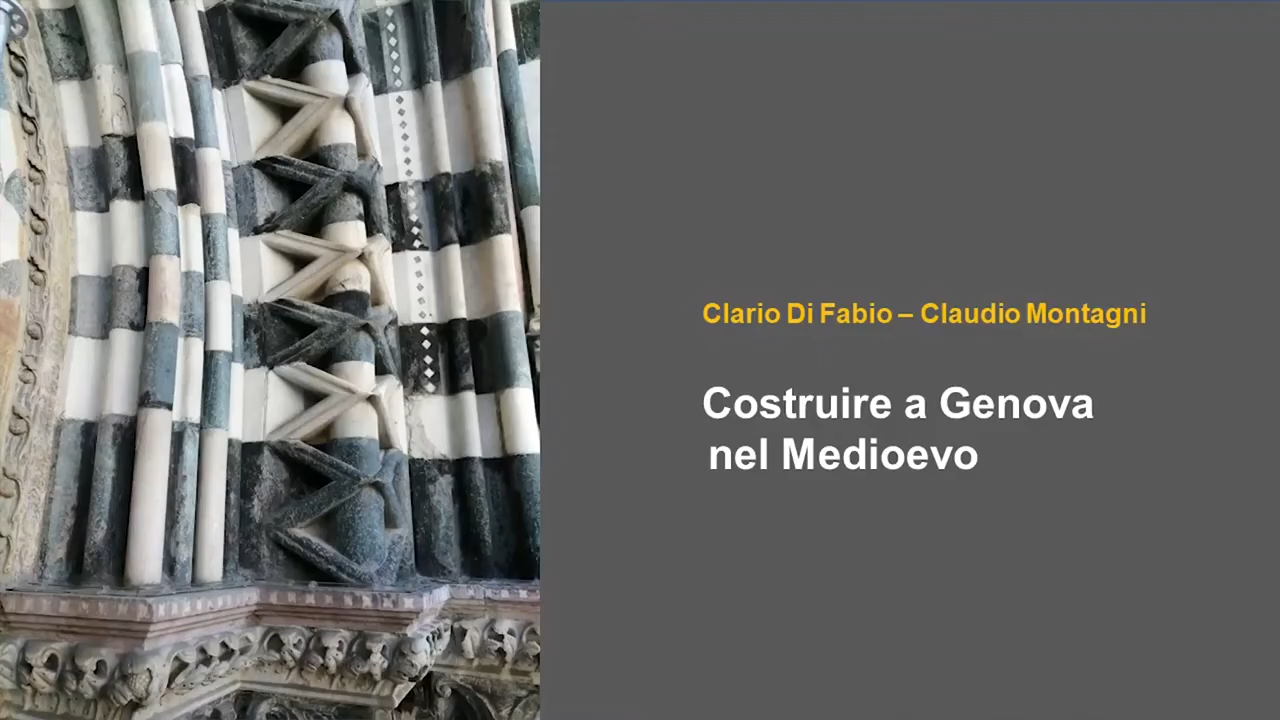 Clario Di Fabio – Claudio Montagni
Costruire a Genova
nel Medioevo